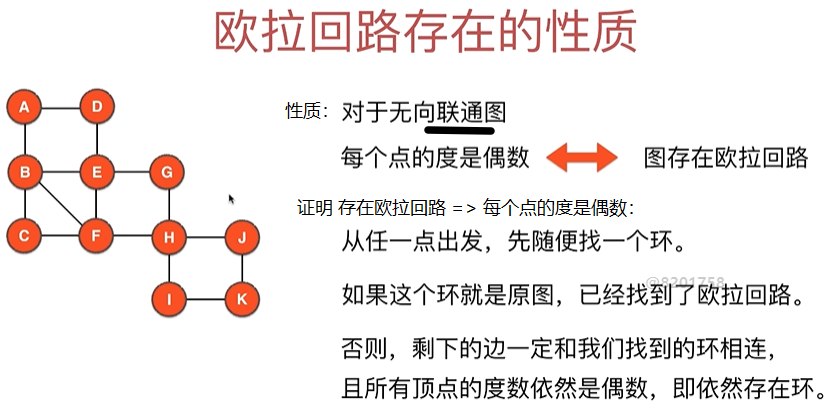 欧拉回路存在的性质
A D
性质： 对于无向联通图
每个点的度是偶数 图存在欧拉回路
B E G
证明 存在欧拉回路 => 每个点的度是偶数：
C F H J
从任一点出发，先随便找一个环。
@8201758
I K
如果这个环就是原图，已经找到了欧拉回路。
否则，剩下的边一定和我们找到的环相连，
且所有顶点的度数依然是偶数，即依然存在环。